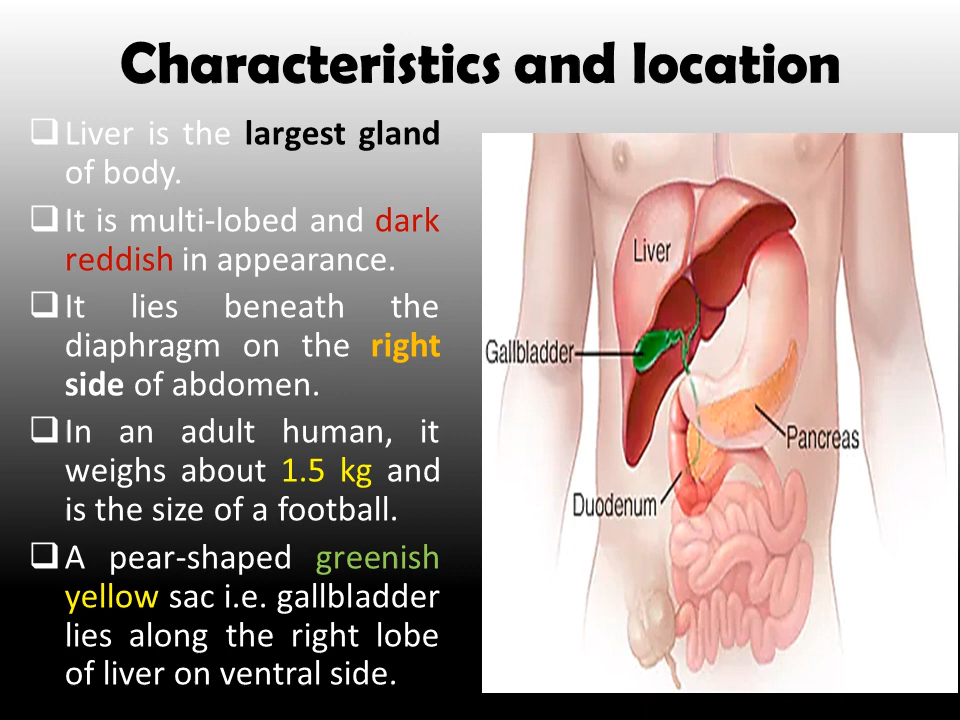 Characteristics and location
Liver is the largest gland
of body.
It is multi-lobed and dark
reddish in appearance.
It lies beneath the
diaphragm on the right
side of abdomen.
In an adult human, it
weighs about 1.5 kg and
is the size of a football.
A pear-shaped greenish
yellow sac i.e. gallbladder
lies along the right lobe
of liver on ventral side.
Liver
Gallbladder
Pancreas
Duodenum